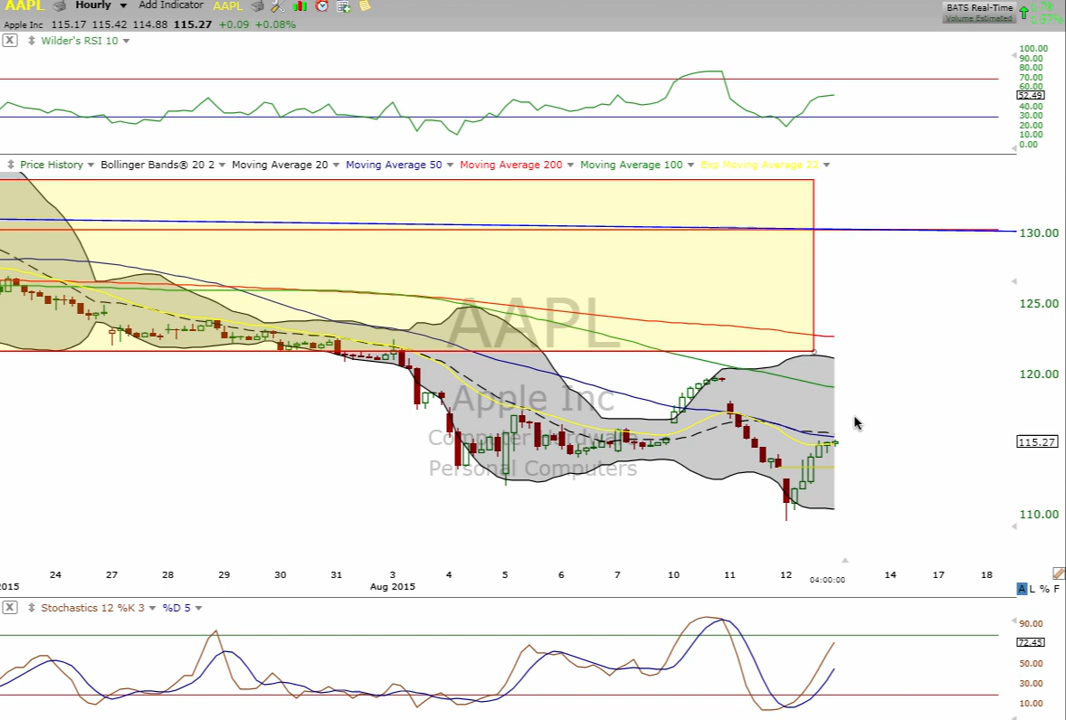 AAPL Hourly Add Indicator AAPL BATS Real-Time
Apple Inc 115.17 115.42 114.88 115.27 +0.09 +0.08% Volume Estimated
X Wilder's RSI 10
100.00
90.00
80.00
70.00
60.00
52.49
40.00
30.00
20.00
10.00
0.00
Price History Bollinger Bands® 20 2 Moving Average 20 Moving Average 50 Moving Average 200 Moving Average 100 Exp Moving Average 22
130.00
125.00
AAPL
120.00
Apple Inc
Computer Hardware
115.27
Personal Computers
110.00
24 27 28 29 30 31 4 5 6 7 10 11 12 04:00:00 14 17 18
2015 Aug 2015 A L % F
X Stochastics 12 %K 3 %D 5
90.00
72.45
50.00
30.00
10.00